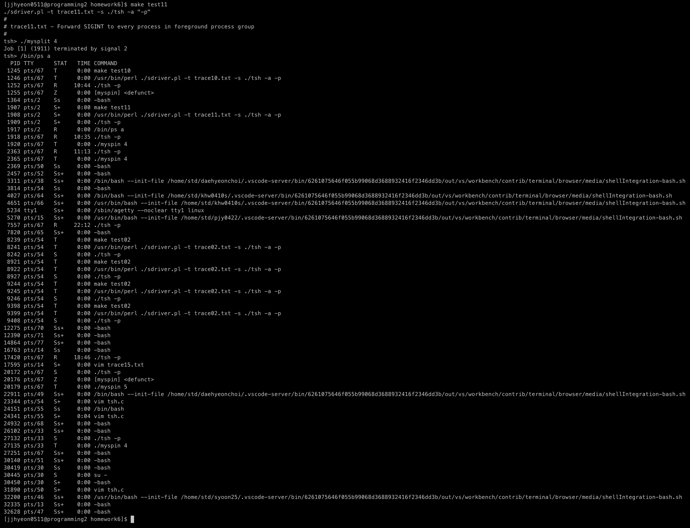 [jjhyeon0511@programming2 homework6]$ make test11
./sdriver.pl -t trace11.txt -s ./tsh -a "-p"
#
# trace11.txt - Forward SIGINT to every process in foreground process group
#
tsh> ./mysplit 4
Job [1] (1911) terminated by signal 2
tsh> /bin/ps a
PID TTY STAT TIME COMMAND
1245 pts/67 T 0:00 make test10
1246 pts/67 T 0:00 /usr/bin/perl ./sdriver.pl -t trace10.txt -s ./tsh -a -p
1252 pts/67 R 10:44 ./tsh -p
1255 pts/67 Z 0:00 [myspin] <defunct>
1364 pts/2 Ss 0:00 -bash
1907 pts/2 S+ 0:00 make test11
1908 pts/2 S+ 0:00 /usr/bin/perl ./sdriver.pl -t trace11.txt -s ./tsh -a -p
1909 pts/2 S+ 0:00 ./tsh -p
1917 pts/2 R 0:00 /bin/ps a
1918 pts/67 R 10:35 ./tsh -p
1920 pts/67 T 0:00 ./myspin 4
2363 pts/67 R 11:13 ./tsh -p
2365 pts/67 T 0:00 ./myspin 4
2369 pts/50 Ss 0:00 -bash
2457 pts/52 Ss+ 0:00 -bash
3311 pts/38 Ss+ 0:00 /bin/bash --init-file /home/std/daehyeonchoi/.vscode-server/bin/6261075646f055b99068d3688932416f2346dd3b/out/vs/workbench/contrib/terminal/browser/media/shellIntegration-bash.sh
3814 pts/54 Ss 0:00 -bash
4027 pts/64 Ss+ 0:00 /bin/bash --init-file /home/std/khw0410s/.vscode-server/bin/6261075646f055b99068d3688932416f2346dd3b/out/vs/workbench/contrib/terminal/browser/media/shellIntegration-bash.sh
4651 pts/66 Ss+ 0:00 /bin/bash --init-file /home/std/khw0410s/.vscode-server/bin/6261075646f055b99068d3688932416f2346dd3b/out/vs/workbench/contrib/terminal/browser/media/shellIntegration-bash.sh
5234 tty1 Ss+ 0:00 /sbin/agetty --noclear tty1 linux
5270 pts/15 Ss+ 0:00 /usr/bin/bash --init-file /home/std/pjy0422/.vscode-server/bin/6261075646f055b99068d3688932416f2346dd3b/out/vs/workbench/contrib/terminal/browser/media/shellIntegration-bash.sh
7557 pts/67 R 22:12 ./tsh -p
7820 pts/65 Ss+ 0:00 -bash
8239 pts/54 T 0:00 make test02
8241 pts/54 T 0:00 /usr/bin/perl ./sdriver.pl -t trace02.txt -s ./tsh -a -p
8242 pts/54 S 0:00 ./tsh -p
8921 pts/54 T 0:00 make test02
8922 pts/54 T 0:00 /usr/bin/perl ./sdriver.pl -t trace02.txt -s ./tsh -a -p
8927 pts/54 S 0:00 ./tsh -p
9244 pts/54 T 0:00 make test02
9245 pts/54 T 0:00 /usr/bin/perl ./sdriver.pl -t trace02.txt -s ./tsh -a -p
9246 pts/54 S 0:00 ./tsh -p
9398 pts/54 T 0:00 make test02
9399 pts/54 T 0:00 /usr/bin/perl ./sdriver.pl -t trace02.txt -s ./tsh -a -p
9408 pts/54 S 0:00 ./tsh -p
12275 pts/70 Ss+ 0:00 -bash
12390 pts/71 Ss+ 0:00 -bash
14864 pts/77 Ss+ 0:00 -bash
16763 pts/14 Ss 0:00 -bash
17420 pts/67 R 18:46 ./tsh -p
17595 pts/14 S+ 0:00 vim trace15.txt
20172 pts/67 S 0:00 ./tsh -p
20176 pts/67 Z 0:00 [myspin] <defunct>
20179 pts/67 T 0:00 ./myspin 5
22911 pts/49 Ss+ 0:00 /bin/bash --init-file /home/std/daehyeonchoi/.vscode-server/bin/6261075646f055b99068d3688932416f2346dd3b/out/vs/workbench/contrib/terminal/browser/media/shellIntegration-bash.sh
23344 pts/54 S+ 0:00 vim tsh.c
24151 pts/55 Ss 0:00 /bin/bash
24341 pts/55 S+ 0:04 vim tsh.c
24932 pts/68 Ss+ 0:00 -bash
26102 pts/33 Ss+ 0:00 -bash
27132 pts/33 S 0:00 ./tsh -p
27135 pts/33 T 0:00 ./myspin 4
27251 pts/67 Ss+ 0:00 -bash
30140 pts/51 Ss+ 0:00 -bash
30419 pts/30 Ss 0:00 -bash
30445 pts/30 S 0:00 su -
30450 pts/30 S+ 0:00 -bash
31890 pts/50 S+ 0:00 vim tsh.c
32200 pts/46 Ss+ 0:00 /usr/bin/bash --init-file /home/std/syoon25/.vscode-server/bin/6261075646f055b99068d3688932416f2346dd3b/out/vs/workbench/contrib/terminal/browser/media/shellIntegration-bash.sh
32335 pts/13 Ss+ 0:00 -bash
32628 pts/47 Ss+ 0:00 -bash
[jjhyeon0511@programming2 homework6]$